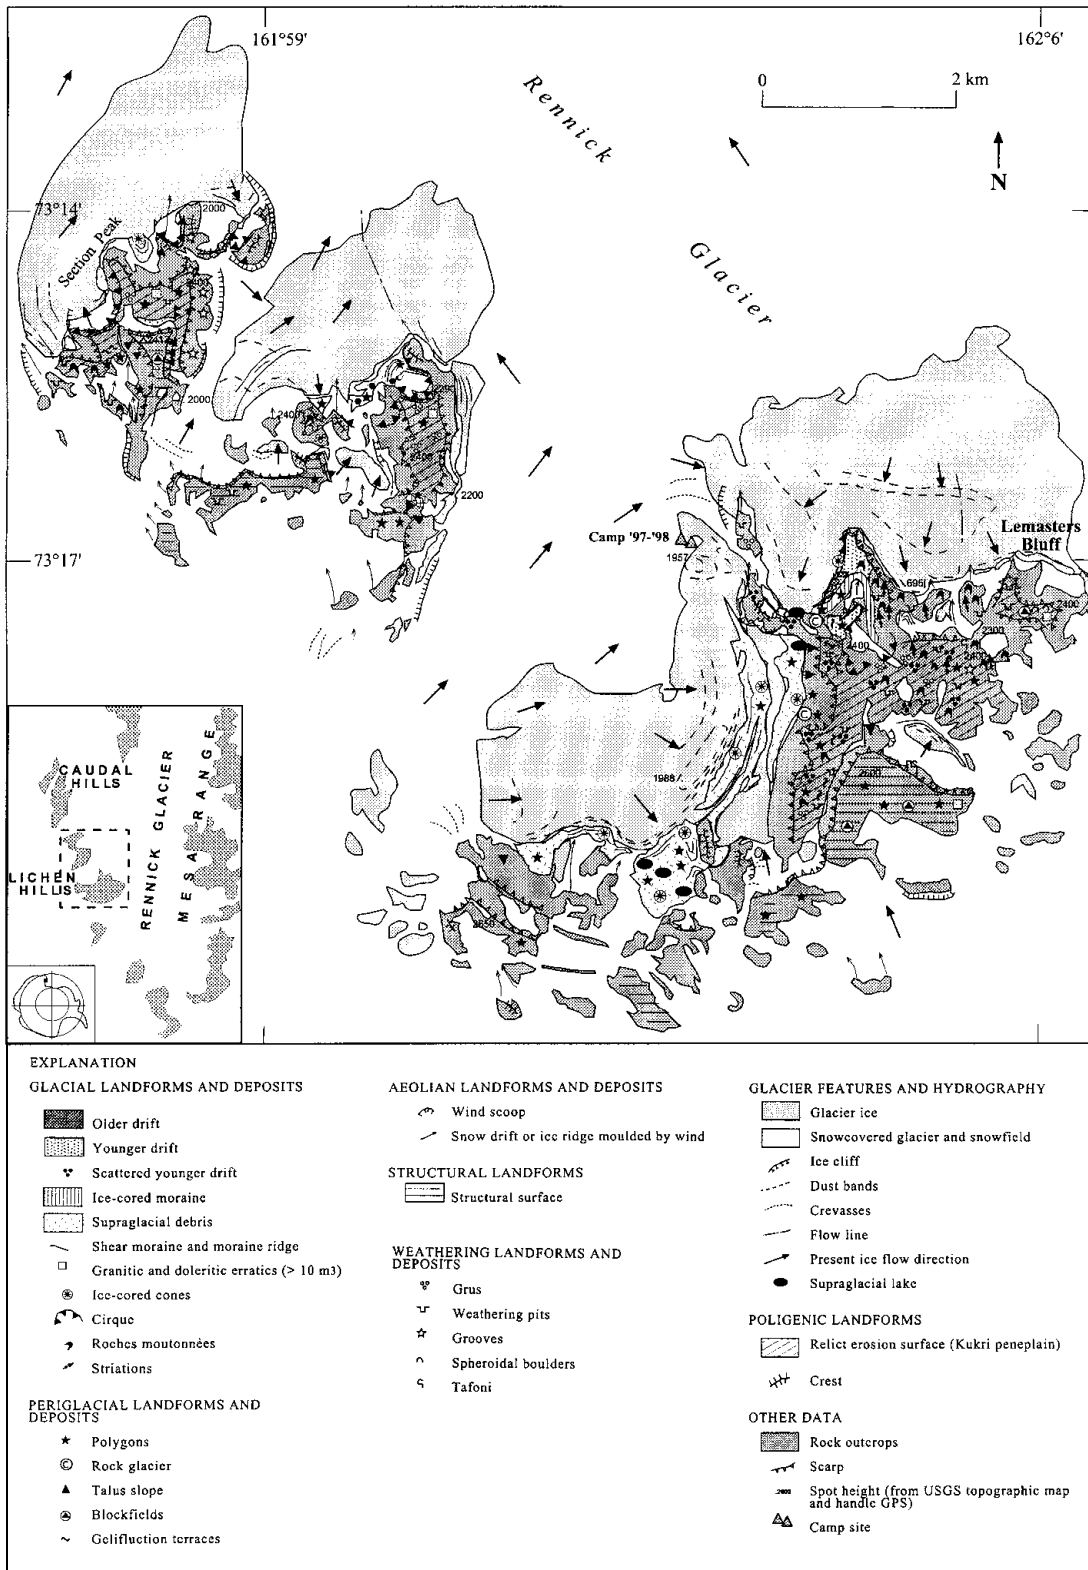 161°59'
162°6'
0
2 km
Rennick
N
73°14'
2000
Section Peak
Glacier
2000
2400
2200
73°17'
Camp '97-'98
1957
Lemasters
Bluff
2400
2300
2400
2400
2600
1988
CAUDAL
HILLS
LICHEN
HILLS
RENNICK GLACIER
MESA RANGE
EXPLANATION
GLACIAL LANDFORMS AND DEPOSITS
Older drift
Younger drift
Scattered younger drift
Ice-cored moraine
Supraglacial debris
Shear moraine and moraine ridge
Granitic and doleritic erratics (> 10 m3)
Ice-cored cones
Cirque
Roches moutonnèes
Striations
PERIGLACIAL LANDFORMS AND
DEPOSITS
Polygons
Rock glacier
Talus slope
Blockfields
Gelifluction terraces
AEOLIAN LANDFORMS AND DEPOSITS
Wind scoop
Snow drift or ice ridge moulded by wind
STRUCTURAL LANDFORMS
Structural surface
WEATHERING LANDFORMS AND
DEPOSITS
Grus
Weathering pits
Grooves
Spheroidal boulders
Tafoni
GLACIER FEATURES AND HYDROGRAPHY
Glacier ice
Snowcovered glacier and snowfield
Ice cliff
Dust bands
Crevasses
Flow line
Present ice flow direction
Supraglacial lake
POLIGENIC LANDFORMS
Relict erosion surface (Kukri peneplain)
Crest
OTHER DATA
Rock outcrops
Scarp
Spot height (from USGS topographic map
and handle GPS)
Camp site